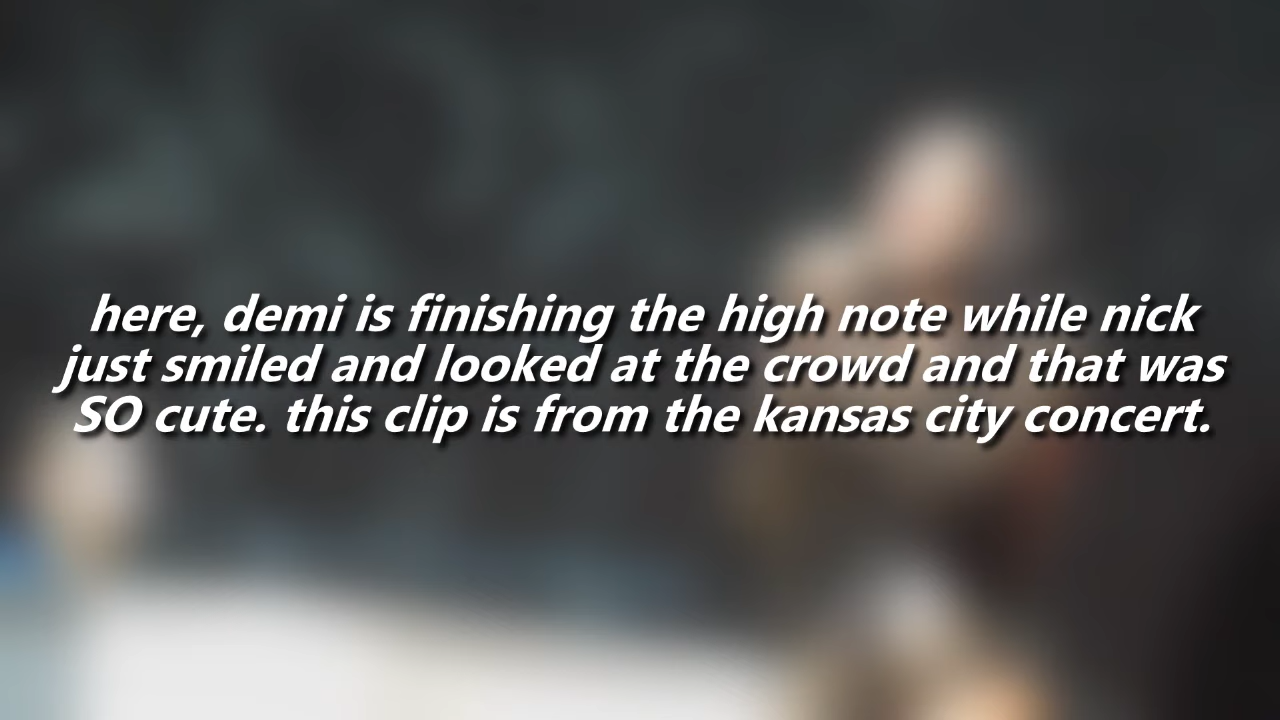 here, demi is finishing the high note while nick
just smiled and looked at the crowd and that was
SO cute. this clip is from the kansas city concert.